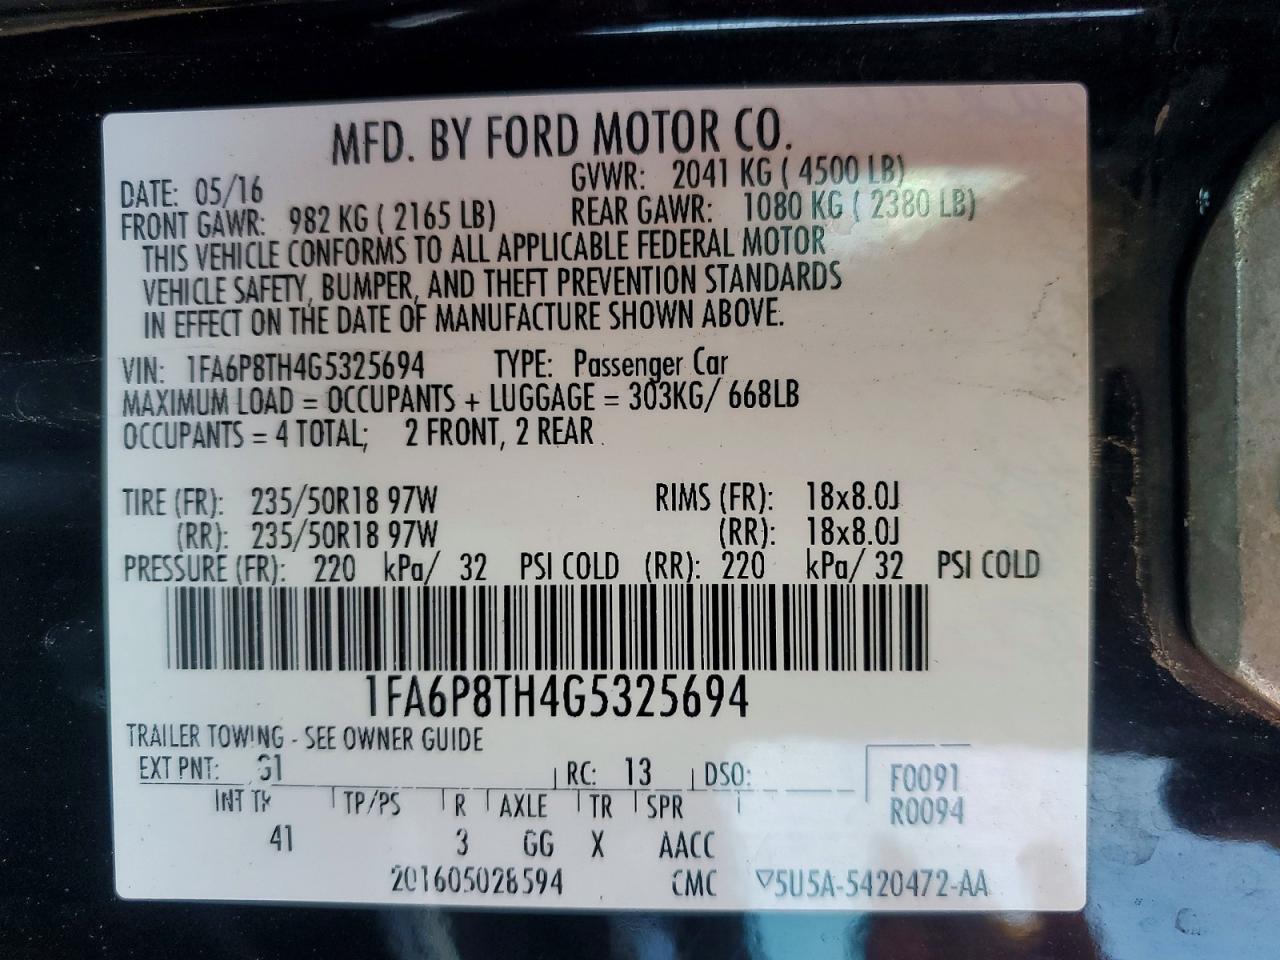 MFD. BY FORD MOTOR CO.
DATE: 05/16 GVWR: 2041 KG ( 4500 LB)
FRONT GAWR: 982 KG ( 2165 LB) REAR GAWR: 1080 KG ( 2380 LB)
THIS VEHICLE CONFORMS TO ALL APPLICABLE FEDERAL MOTOR
VEHICLE SAFETY, BUMPER, AND THEFT PREVENTION STANDARDS
IN EFFECT ON THE DATE OF MANUFACTURE SHOWN ABOVE.
VIN: 1FA6P8TH4G5325694 TYPE: Passenger Car
MAXIMUM LOAD = OCCUPANTS + LUGGAGE = 303KG/ 668LB
OCCUPANTS = 4 TOTAL; 2 FRONT, 2 REAR
TIRE (FR): 235/50R18 97W RIMS (FR): 18x8.0J
(RR): 235/50R18 97W (RR): 18x8.0J
PRESSURE (FR): 220 kPa/ 32 PSI COLD (RR): 220 kPa/ 32 PSI COLD
1FA6P8TH4G5325694
TRAILER TOWING - SEE OWNER GUIDE
EXT PNT: RC: 13 DSO: F0091
INT TR TP/PS R AXLE TR SPR R0094
41 3 GG X AACC
201605028594 CMC ▽5U5A-5420472-AA